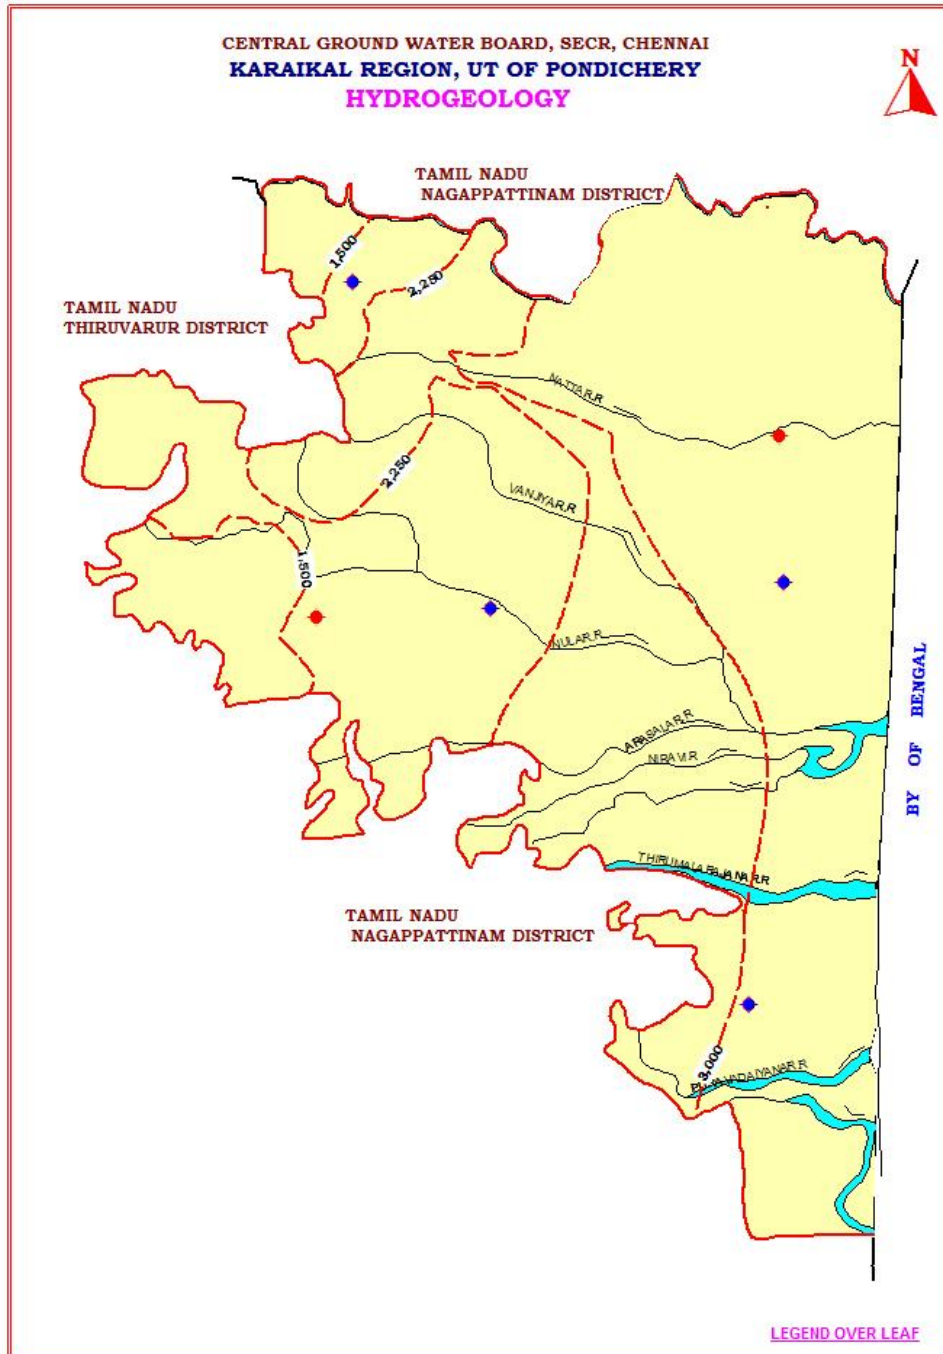 CENTRAL GROUND WATER BOARD, SECR, CHENNAI
KARAIKAL REGION, UT OF PONDICHERY
HYDROGEOLOGY
N
TAMIL NADU
NAGAPPATTINAM DISTRICT
1,500
2,250
TAMIL NADU
THIRUVARUR DISTRICT
NATTAR.R
2,250
VANJIYAR.R
1,500
NULAR.R
BY OF BENGAL
ARASALAR.R
NIRAVI.R
THIRUMALARAJANAR.R
TAMIL NADU
NAGAPPATTINAM DISTRICT
3,000
LEGEND OVER LEAF